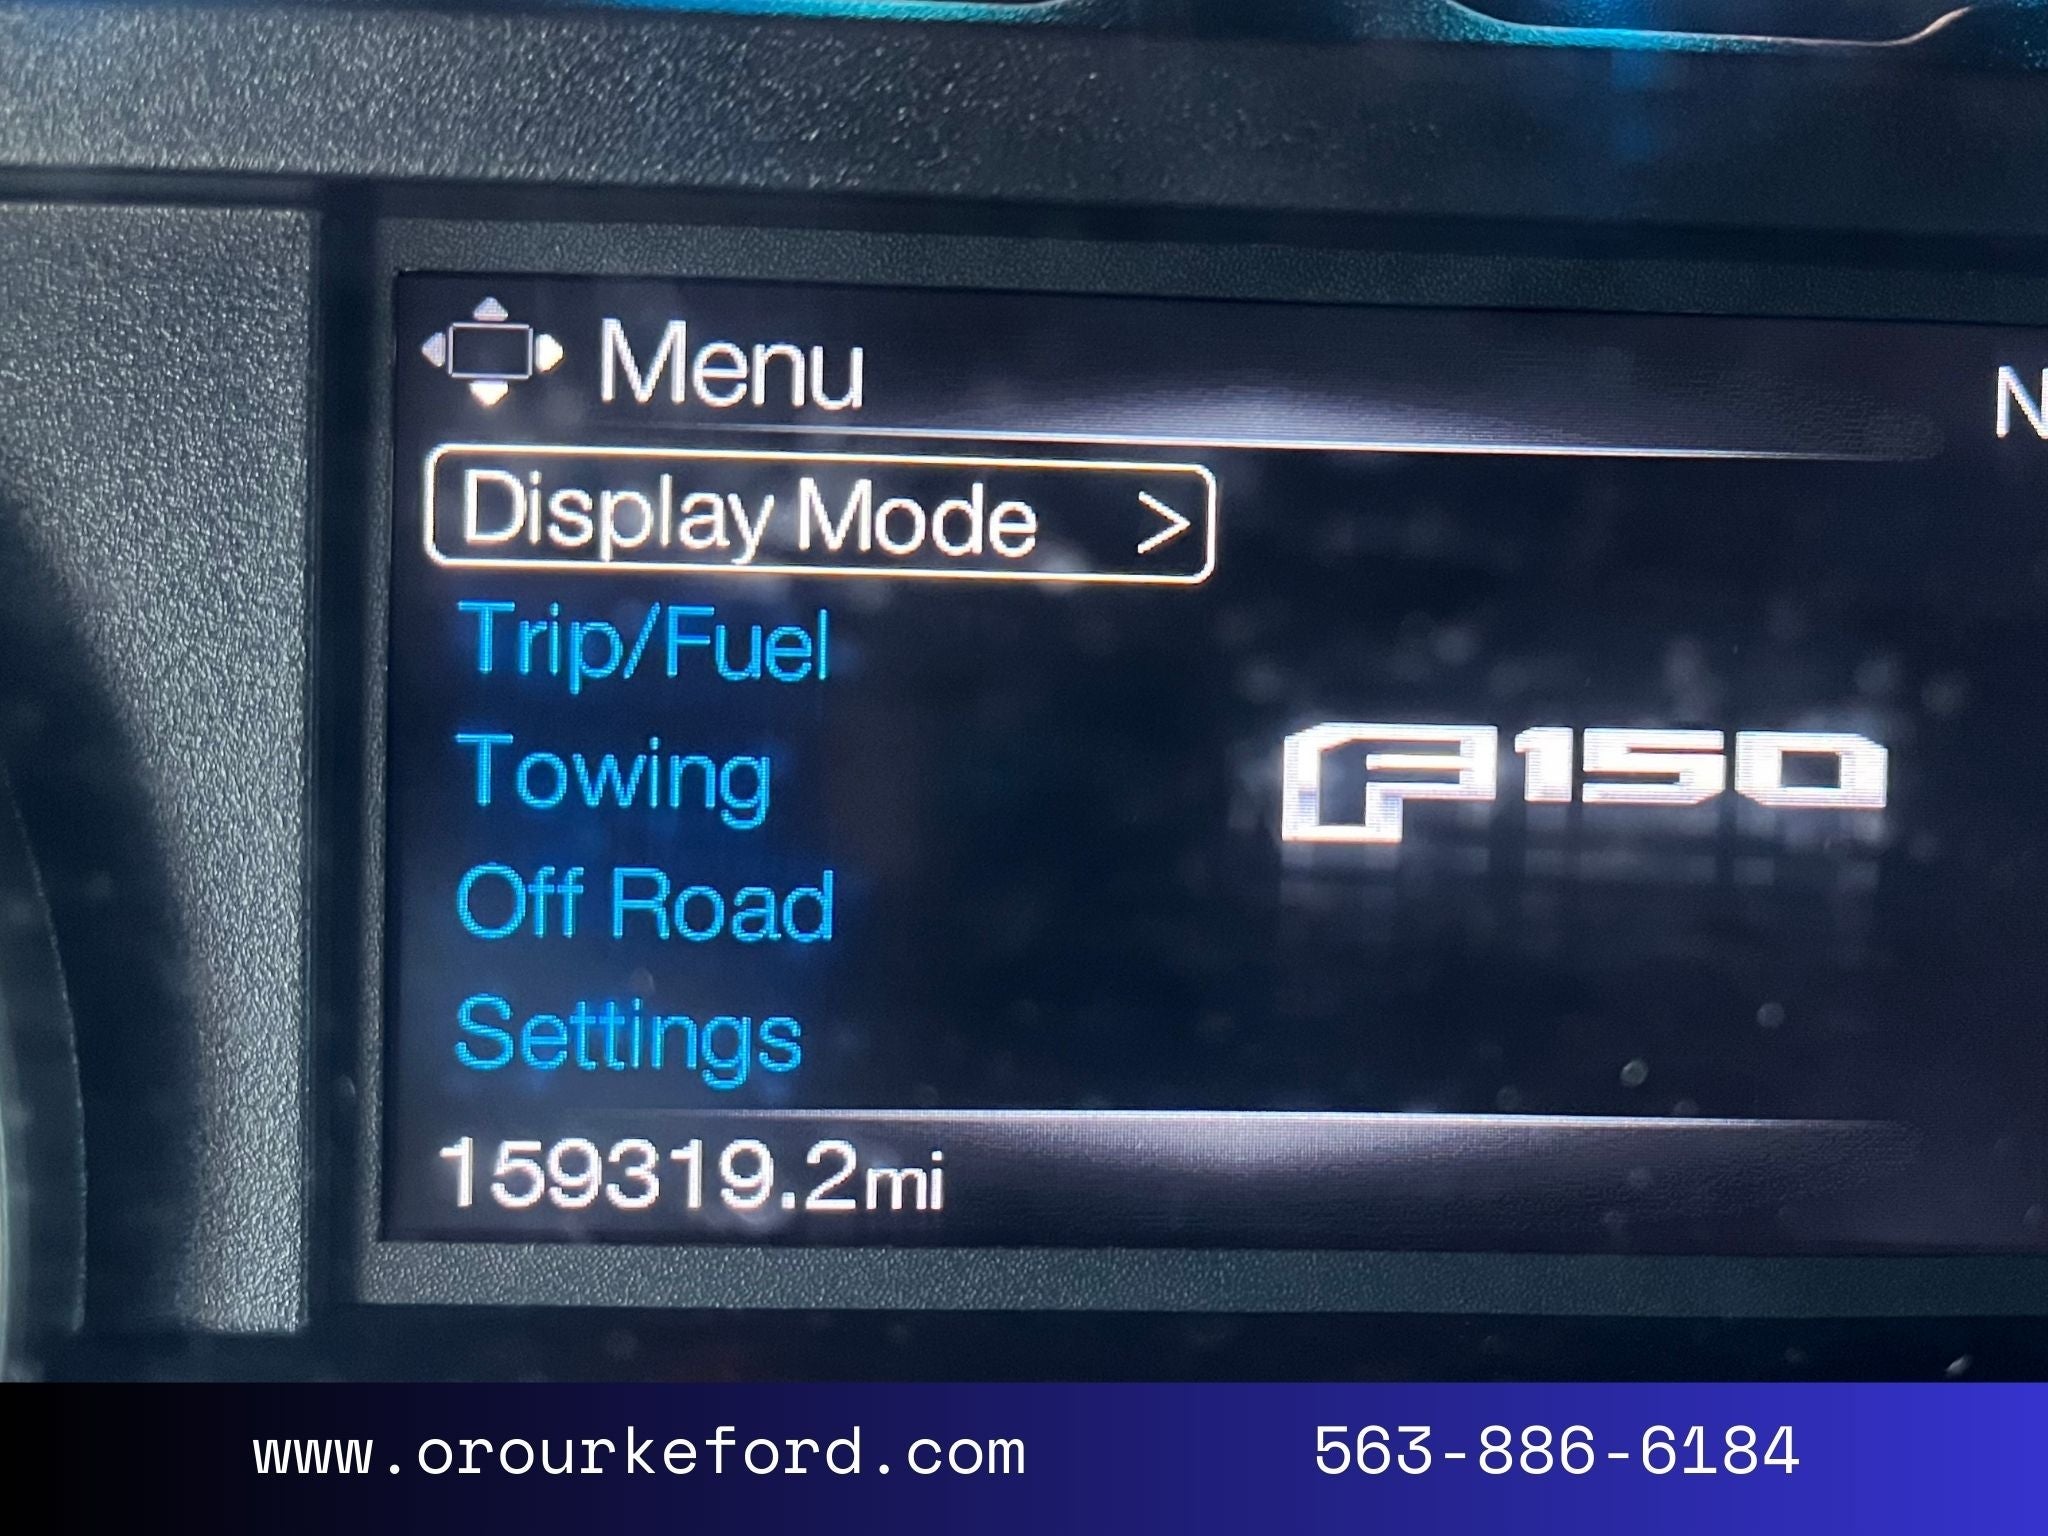 Menu
N
Display Mode >
Trip/Fuel
Towing
F150
Off Road
Settings
159319.2mi
www.orourkeford.com 563-886-6184